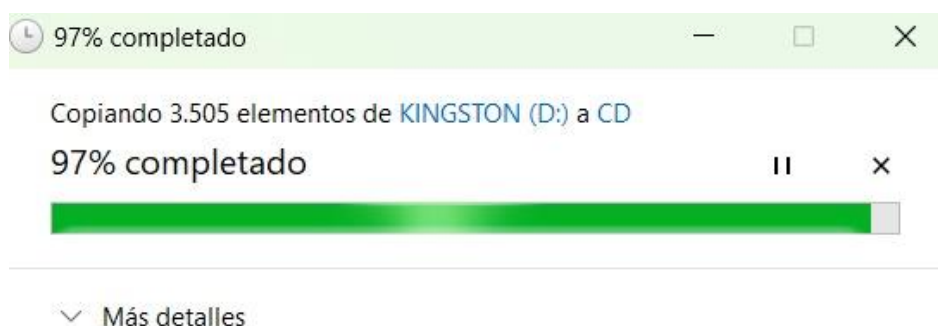 97% completado
Copiando 3.505 elementos de KINGSTON (D:) a CD
97% completado
Más detalles